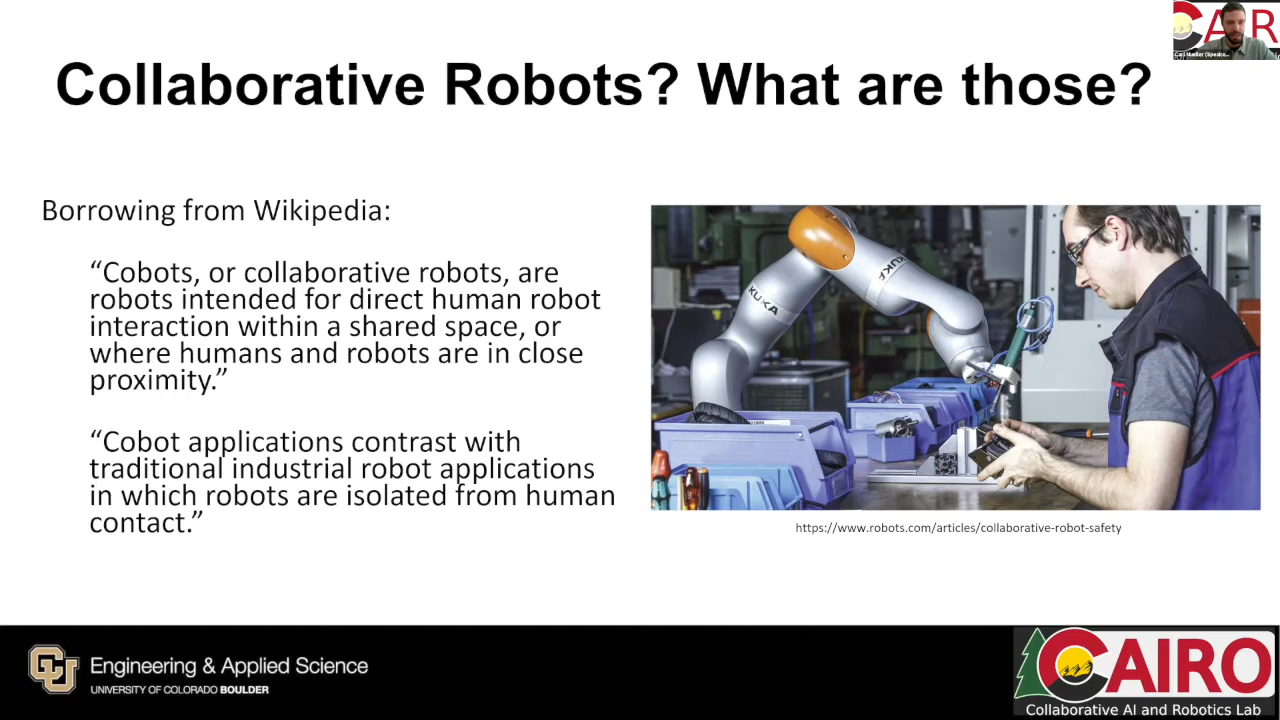 Collaborative Robots? What are those?
Borrowing from Wikipedia:
“Cobots, or collaborative robots, are
robots intended for direct human robot
interaction within a shared space, or
where humans and robots are in close
proximity.”
“Cobot applications contrast with
traditional industrial robot applications
in which robots are isolated from human
contact.”
KUKA
KUKA
https://www.robots.com/articles/collaborative-robot-safety
CU
Engineering & Applied Science
UNIVERSITY OF COLORADO BOULDER
CAIRO
Collaborative AI and Robotics Lab